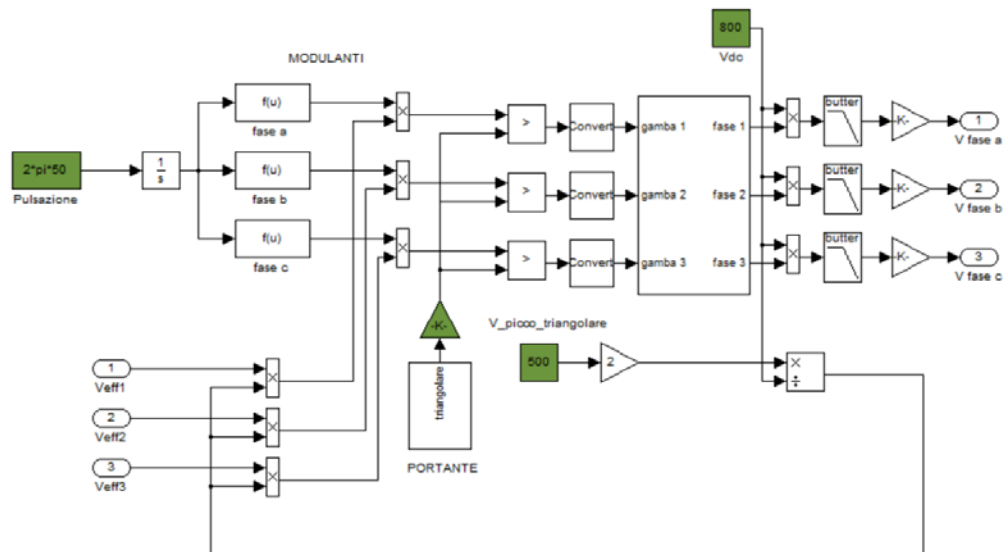 800
Vdc
MODULANTI
f(u)
fase a
×
>
Convert
gamba 1
fase 1
×
butter
-K-
1
V fase a
2*pi*50
Pulsazione
1
s
f(u)
fase b
×
>
Convert
gamba 2
fase 2
×
butter
-K-
2
V fase b
f(u)
fase c
×
>
Convert
gamba 3
fase 3
×
butter
-K-
3
V fase c
-K-
V_picco_triangolare
500
2
×
÷
1
Veff1
×
triangolare
PORTANTE
2
Veff2
×
3
Veff3
×